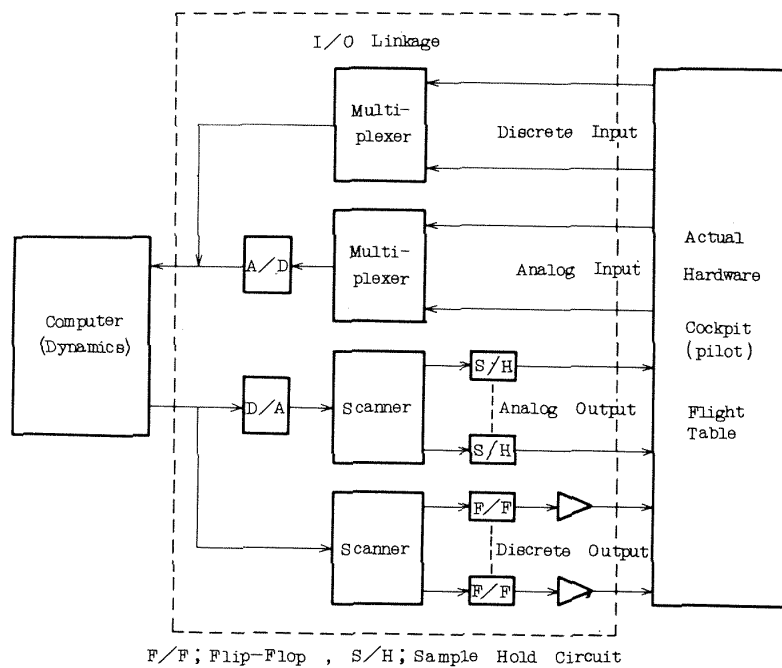 I/O Linkage
Multi-
plexer
Discrete Input
Multi-
plexer
A/D
Analog Input
Computer
(Dynamics)
D/A
Scanner
S/H
Analog Output
S/H
Scanner
F/F
Discrete Output
F/F
Actual
Hardware
Cockpit
(pilot)
Flight
Table
F/F; Flip-Flop , S/H; Sample Hold Circuit